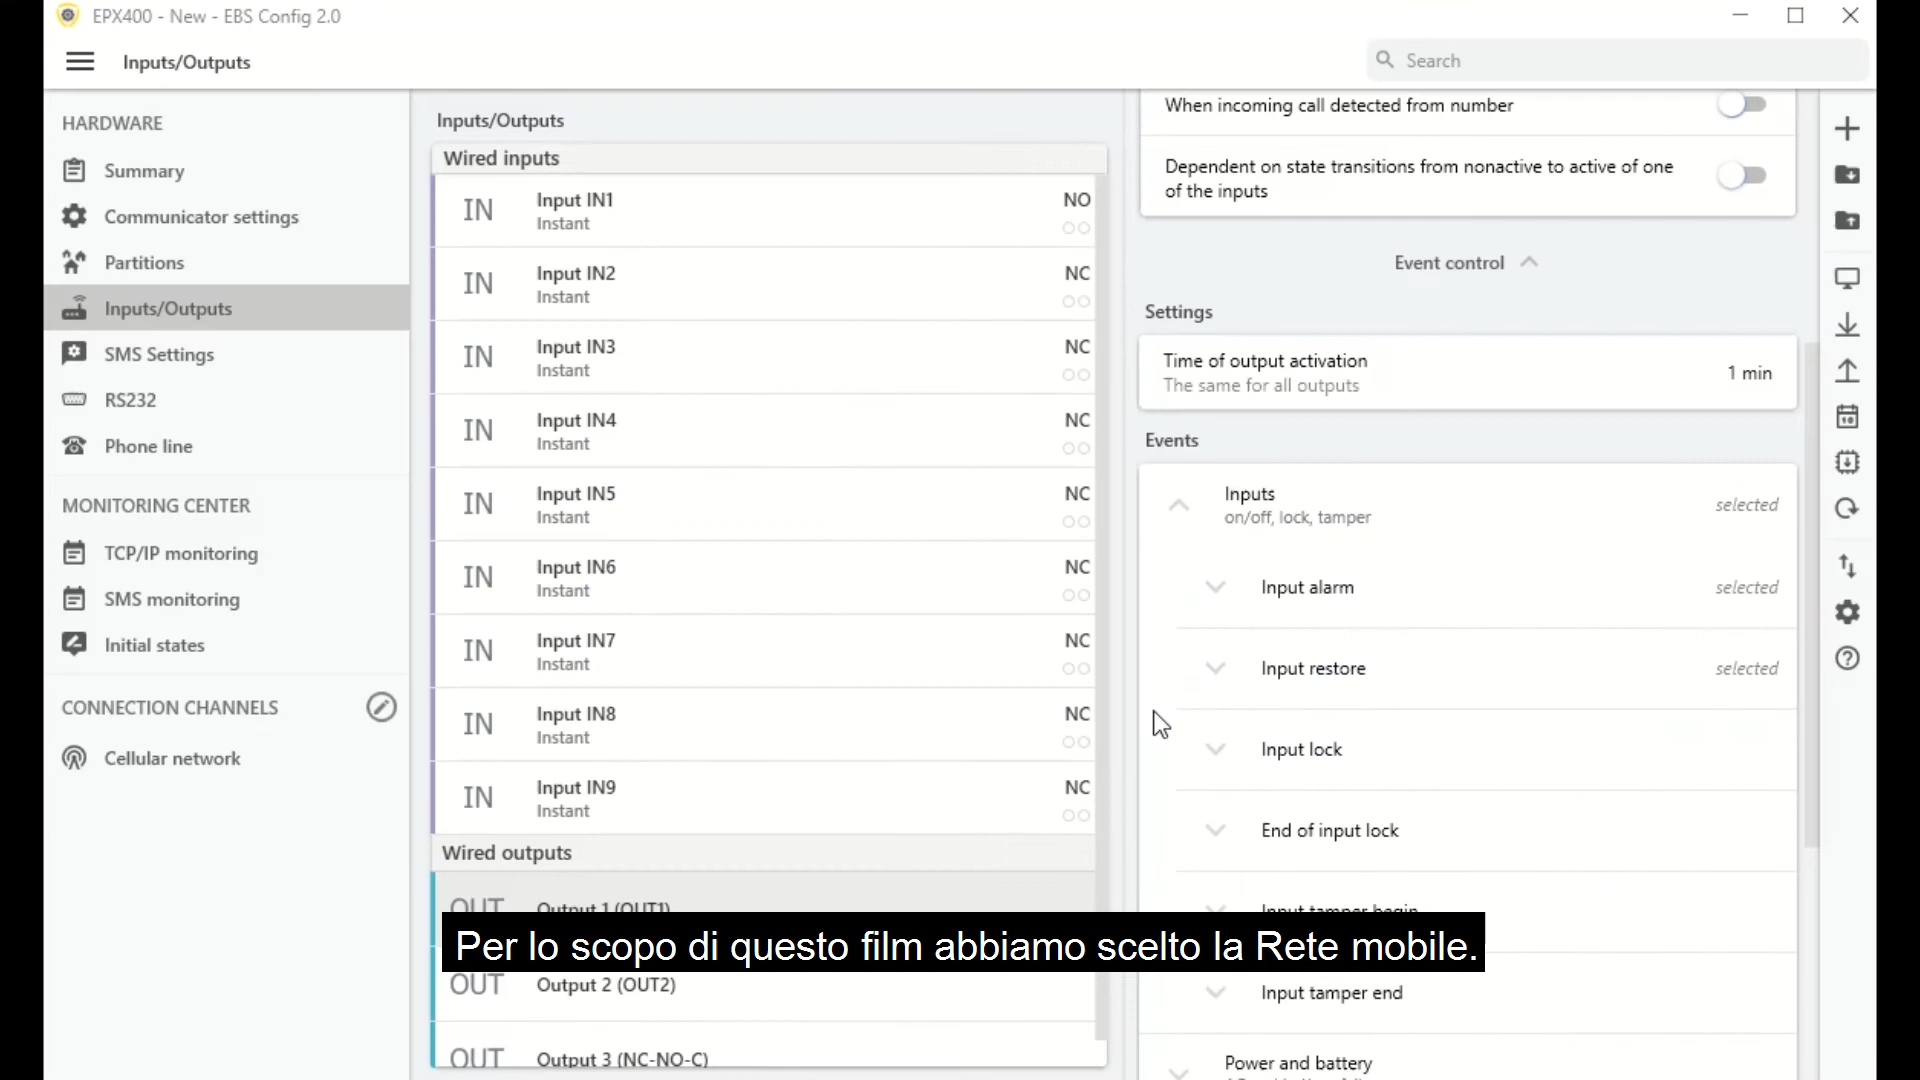 EPX400 - New - EBS Config 2.0
Inputs/Outputs
Search
HARDWARE
Summary
Communicator settings
Partitions
Inputs/Outputs
SMS Settings
RS232
Phone line
MONITORING CENTER
TCP/IP monitoring
SMS monitoring
Initial states
CONNECTION CHANNELS
Cellular network
Inputs/Outputs
Wired inputs
IN Input IN1 NO
Instant
IN Input IN2 NC
Instant
IN Input IN3 NC
Instant
IN Input IN4 NC
Instant
IN Input IN5 NC
Instant
IN Input IN6 NC
Instant
IN Input IN7 NC
Instant
IN Input IN8 NC
Instant
IN Input IN9 NC
Instant
Wired outputs
OUT Output 1 (OUT1)
OUT Output 2 (OUT2)
OUT Output 3 (NC-NO-C)
When incoming call detected from number
Dependent on state transitions from nonactive to active of one
of the inputs
Event control
Settings
Time of output activation 1 min
The same for all outputs
Events
Inputs selected
on/off, lock, tamper
Input alarm selected
Input restore selected
Input lock
End of input lock
Input tamper begin
Input tamper end
Power and battery
Per lo scopo di questo film abbiamo scelto la Rete mobile.